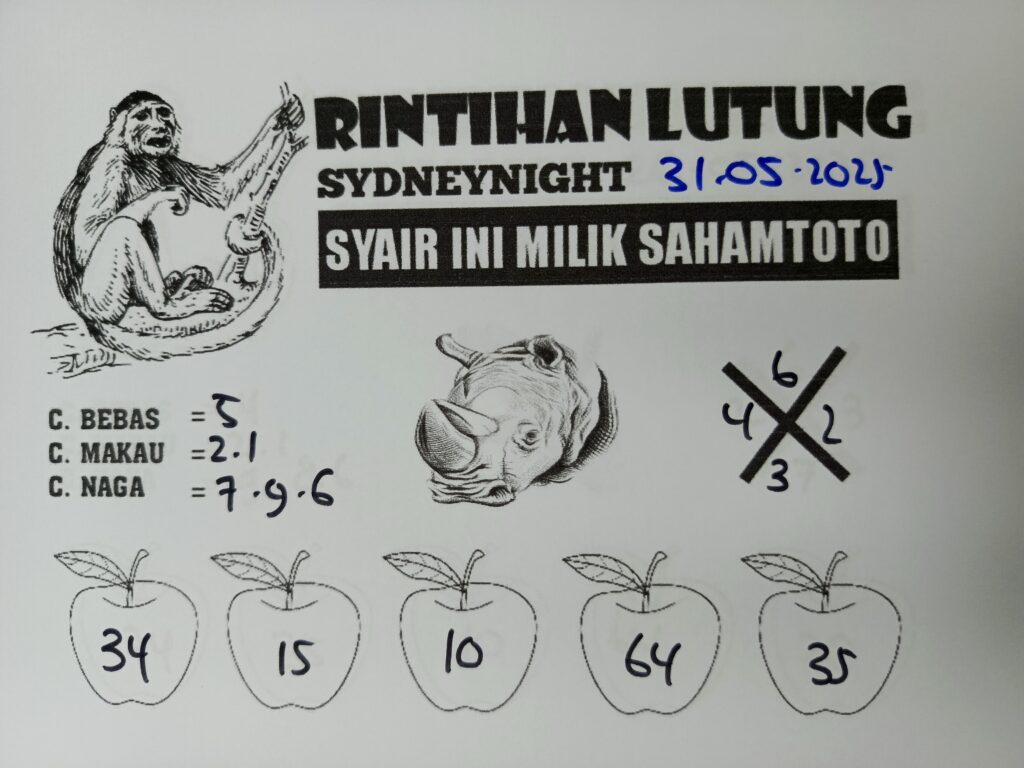 RINTIHAN LUTUNG
SYDNEYNIGHT 31.05.2025
SYAIR INI MILIK SAHAMTOTO
C. BEBAS = 5
C. MAKAU = 2.1
C. NAGA = 7.9.6
6
4 2
3
34 15 10 64 35